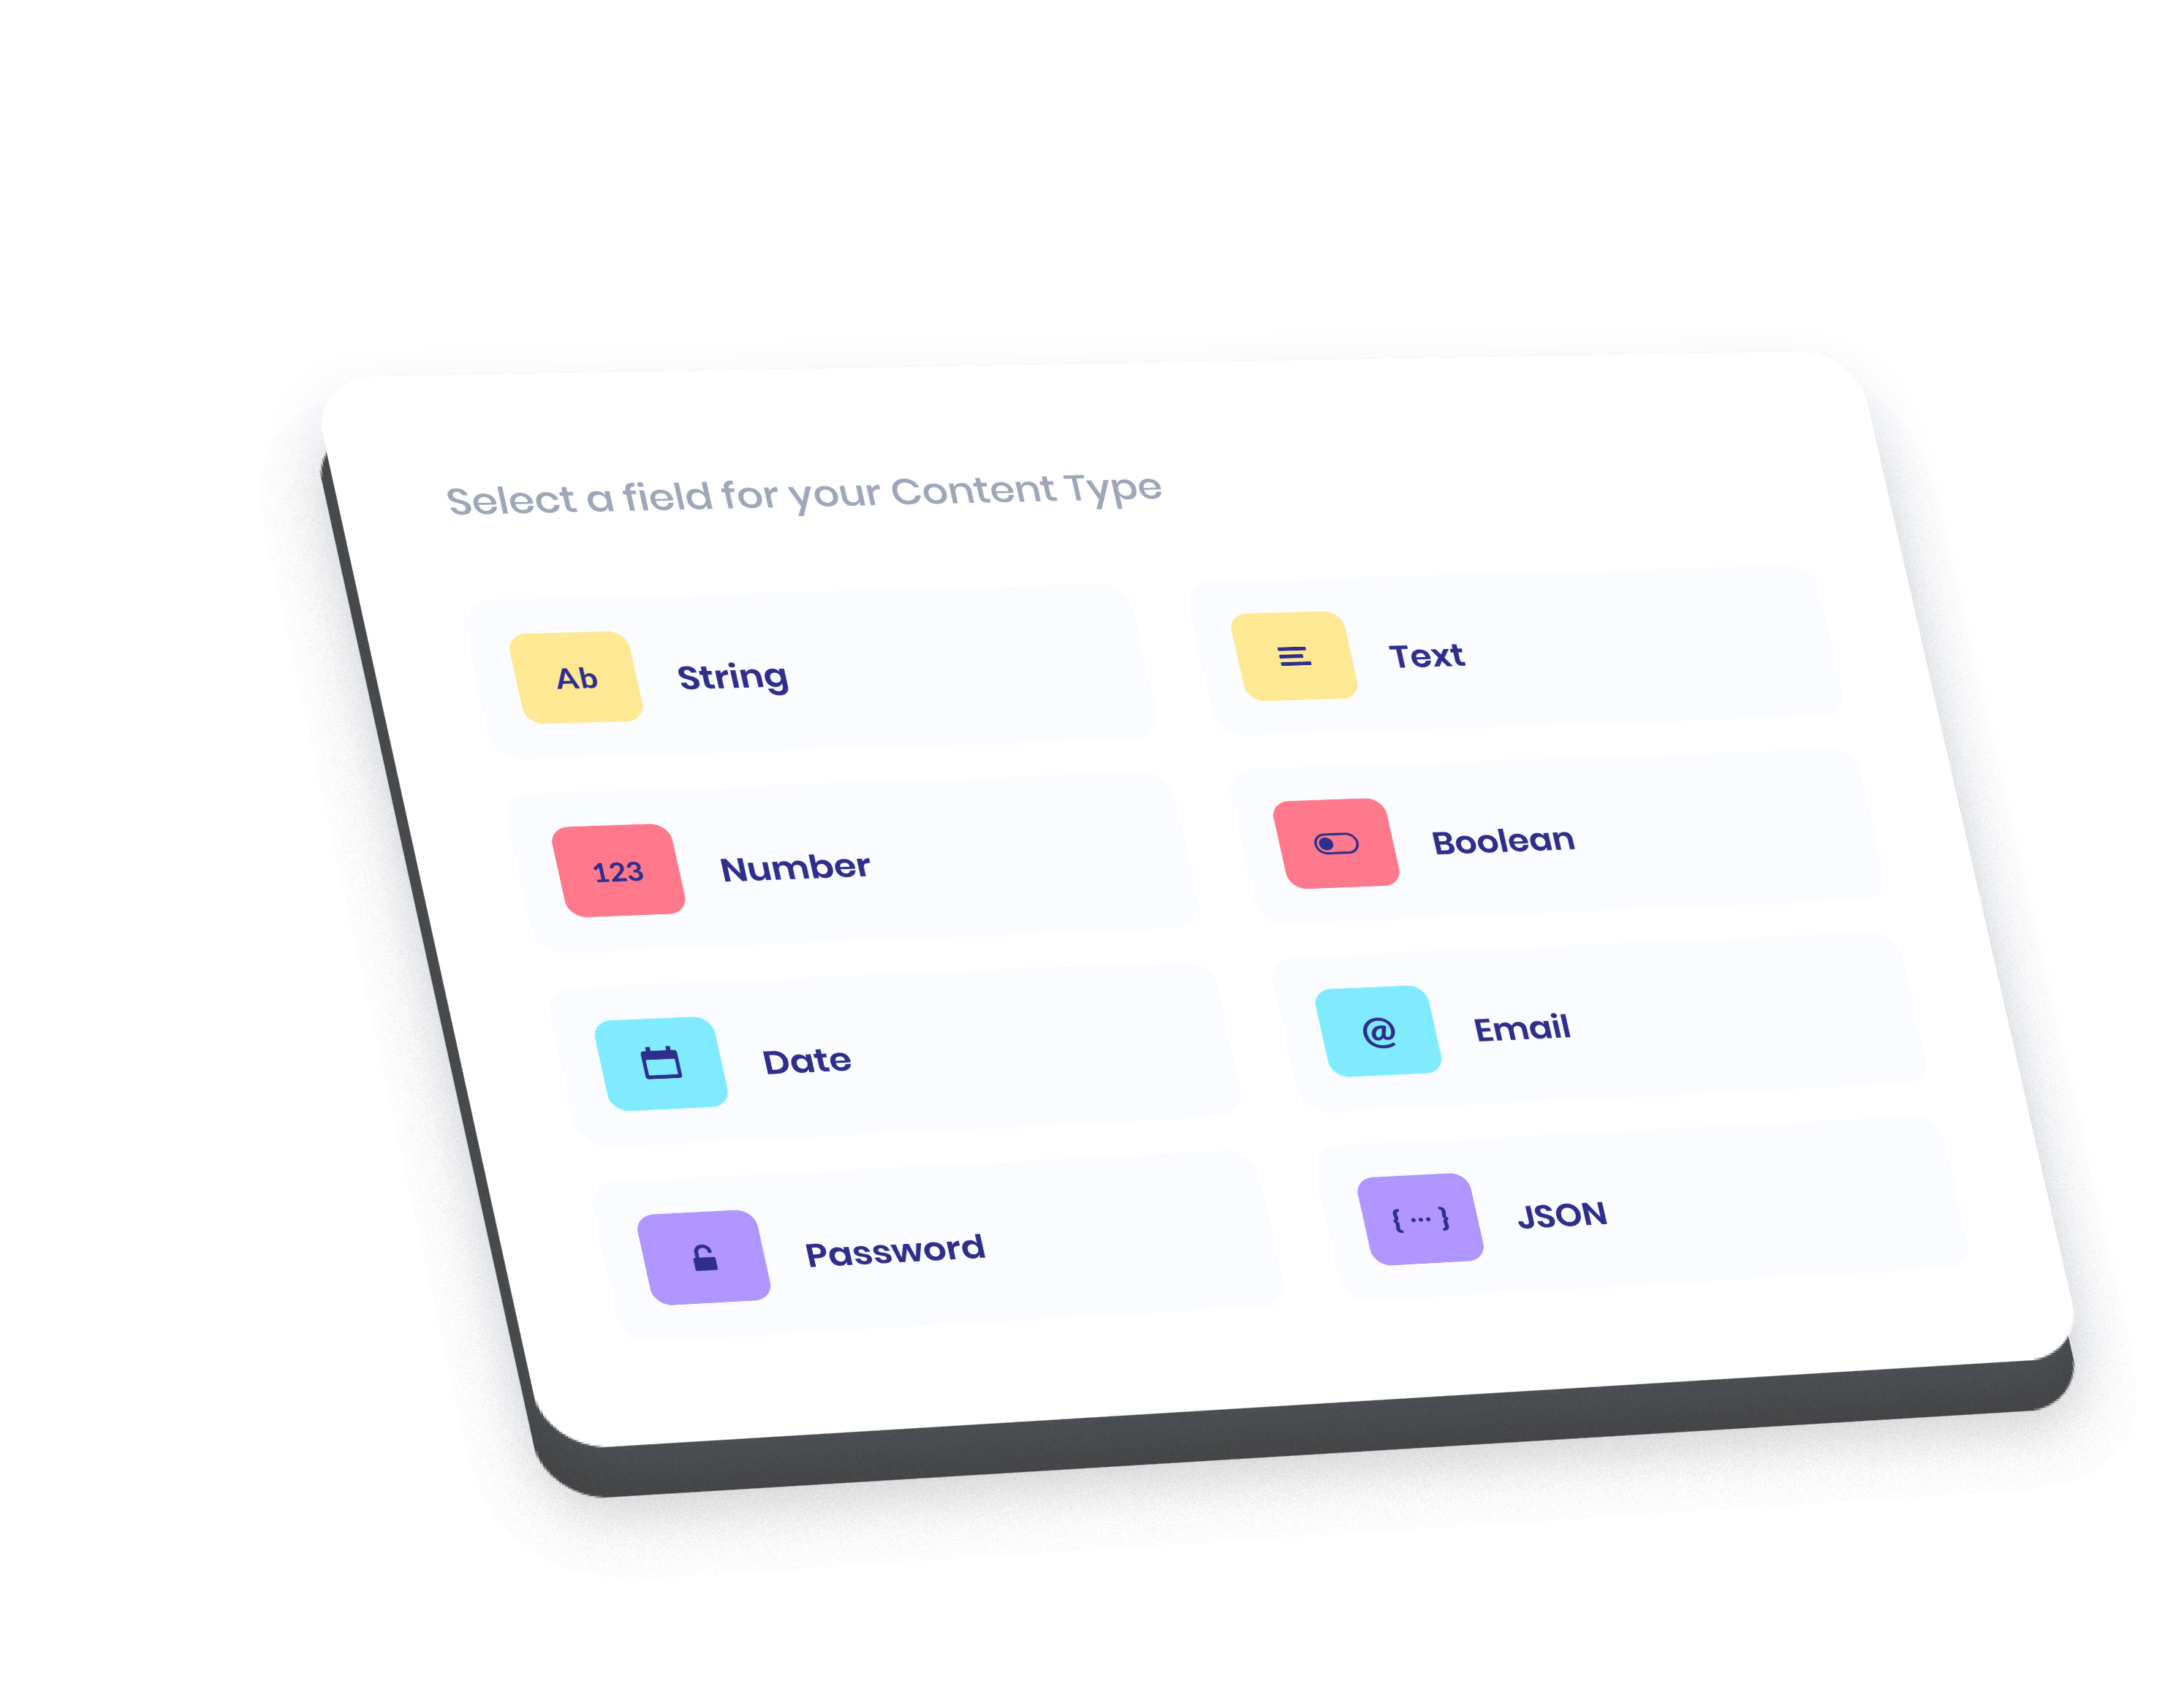 Select a field for your Content Type
Ab String
Text
123 Number
Boolean
Date
@ Email
Password
{ ··· } JSON